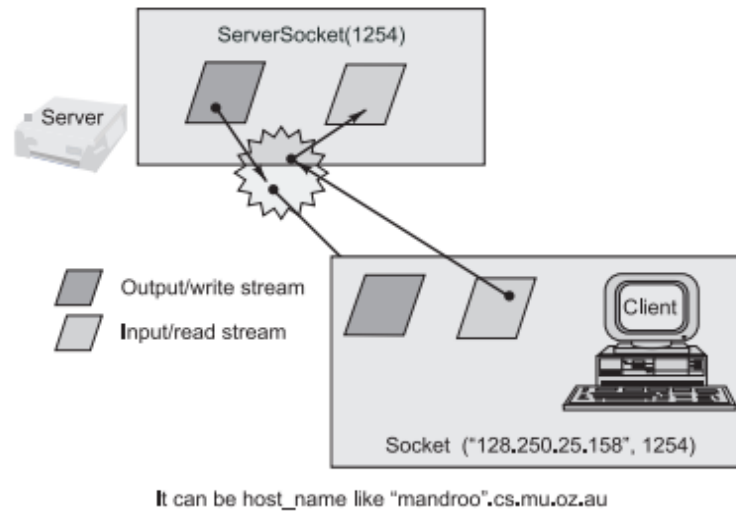 ServerSocket(1254)
Server
Output/write stream
Input/read stream
Client
Socket ("128.250.25.158", 1254)
It can be host_name like "mandroo".cs.mu.oz.au